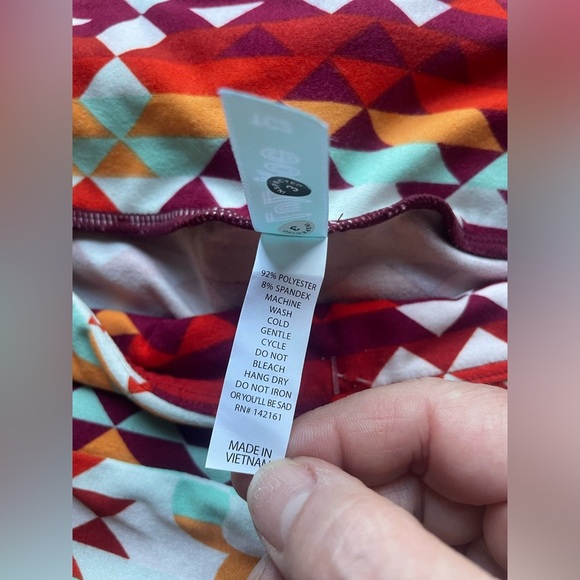 TC2
92% POLYESTER
8% SPANDEX
MACHINE
WASH
COLD
GENTLE
CYCLE
DO NOT
BLEACH
HANG DRY
DO NOT IRON
OR YOU'LL BE SAD
RN# 142161
MADE IN
VIETNAM